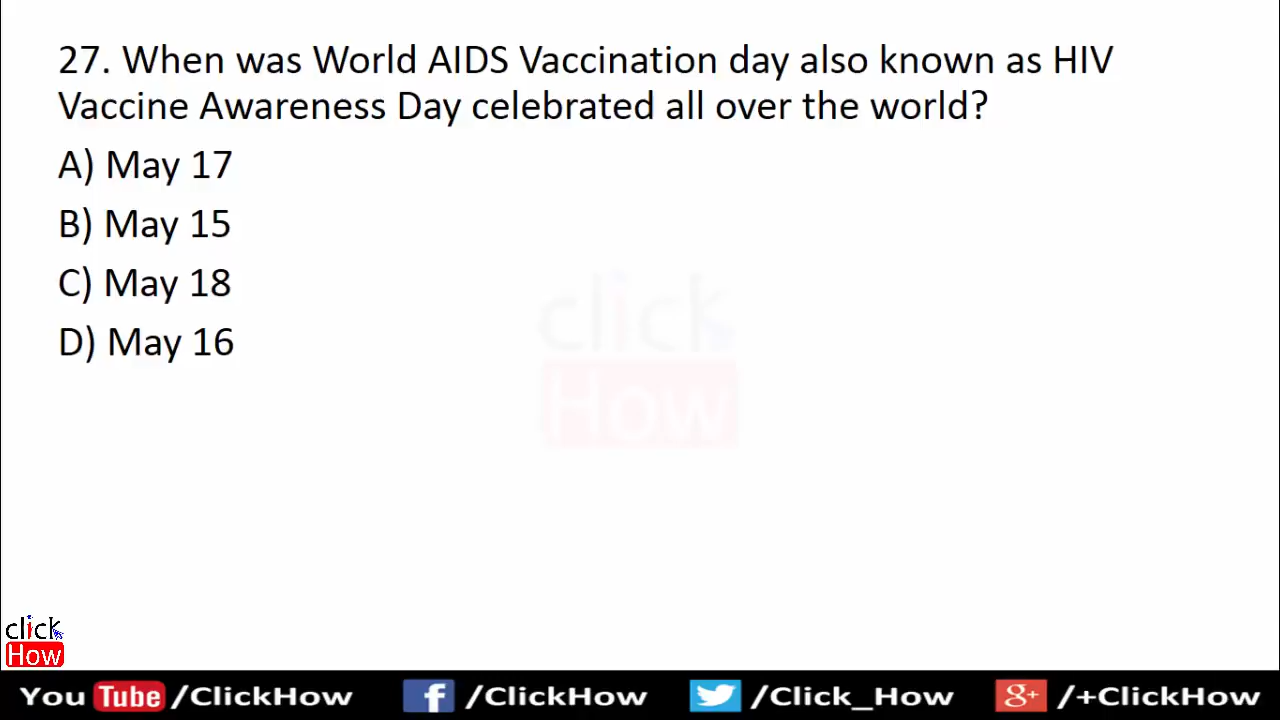 27. When was World AIDS Vaccination day also known as HIV
Vaccine Awareness Day celebrated all over the world?
A) May 17
B) May 15
C) May 18
D) May 16
click
How
click
How
You Tube /ClickHow f /ClickHow /Click_How g+ /+ClickHow